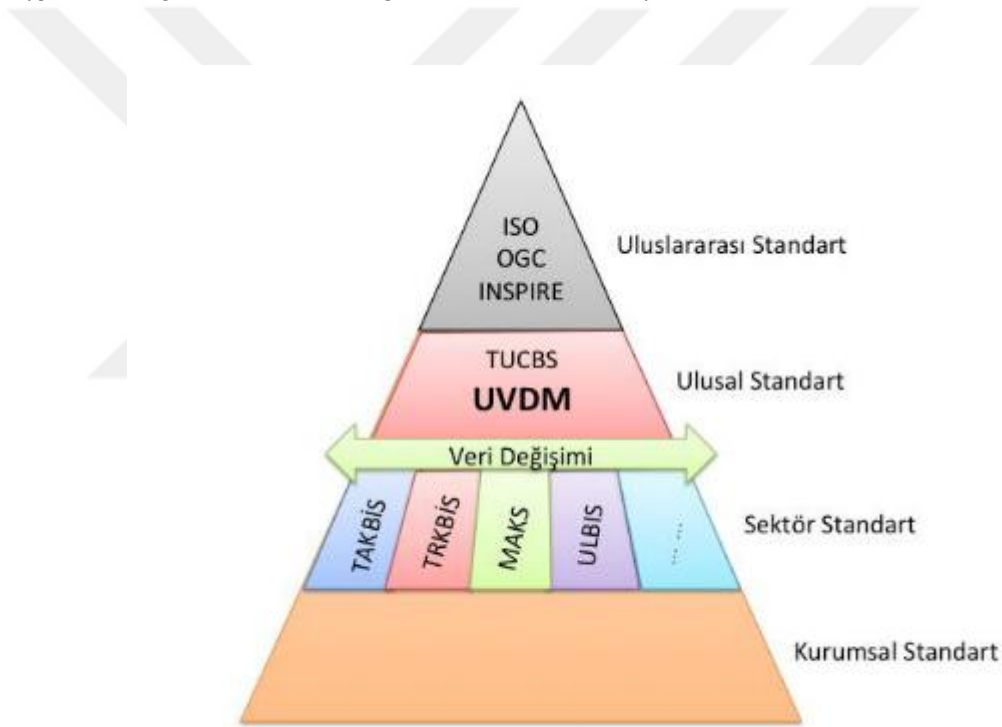 ISO
OGC
INSPIRE
Uluslararası Standart
TUCBS
UVDM
Ulusal Standart
Veri Değişimi
TAKBİS
TRKBİS
MAKS
ULBIS
.....
Sektör Standart
Kurumsal Standart